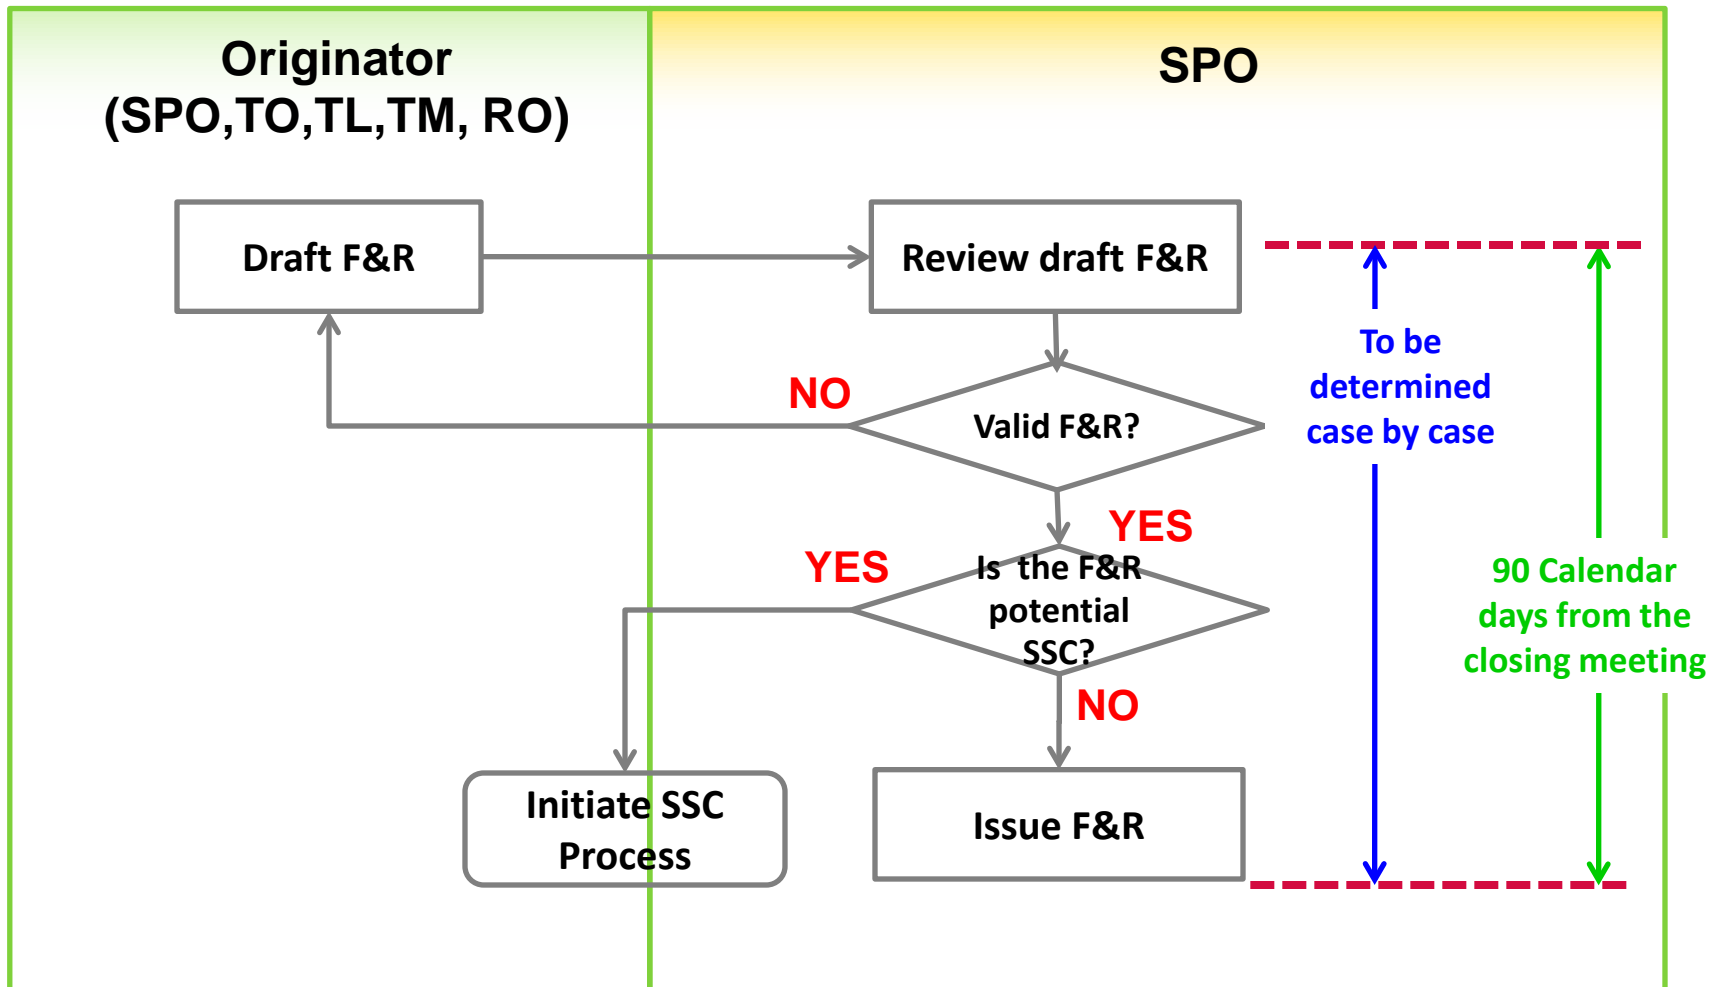 Originator
(SPO,TO,TL,TM, RO)
SPO
Draft F&R
Review draft F&R
To be
determined
case by case
NO
Valid F&R?
YES
YES
Is the F&R
potential
SSC?
90 Calendar
days from the
closing meeting
NO
Initiate SSC
Process
Issue F&R